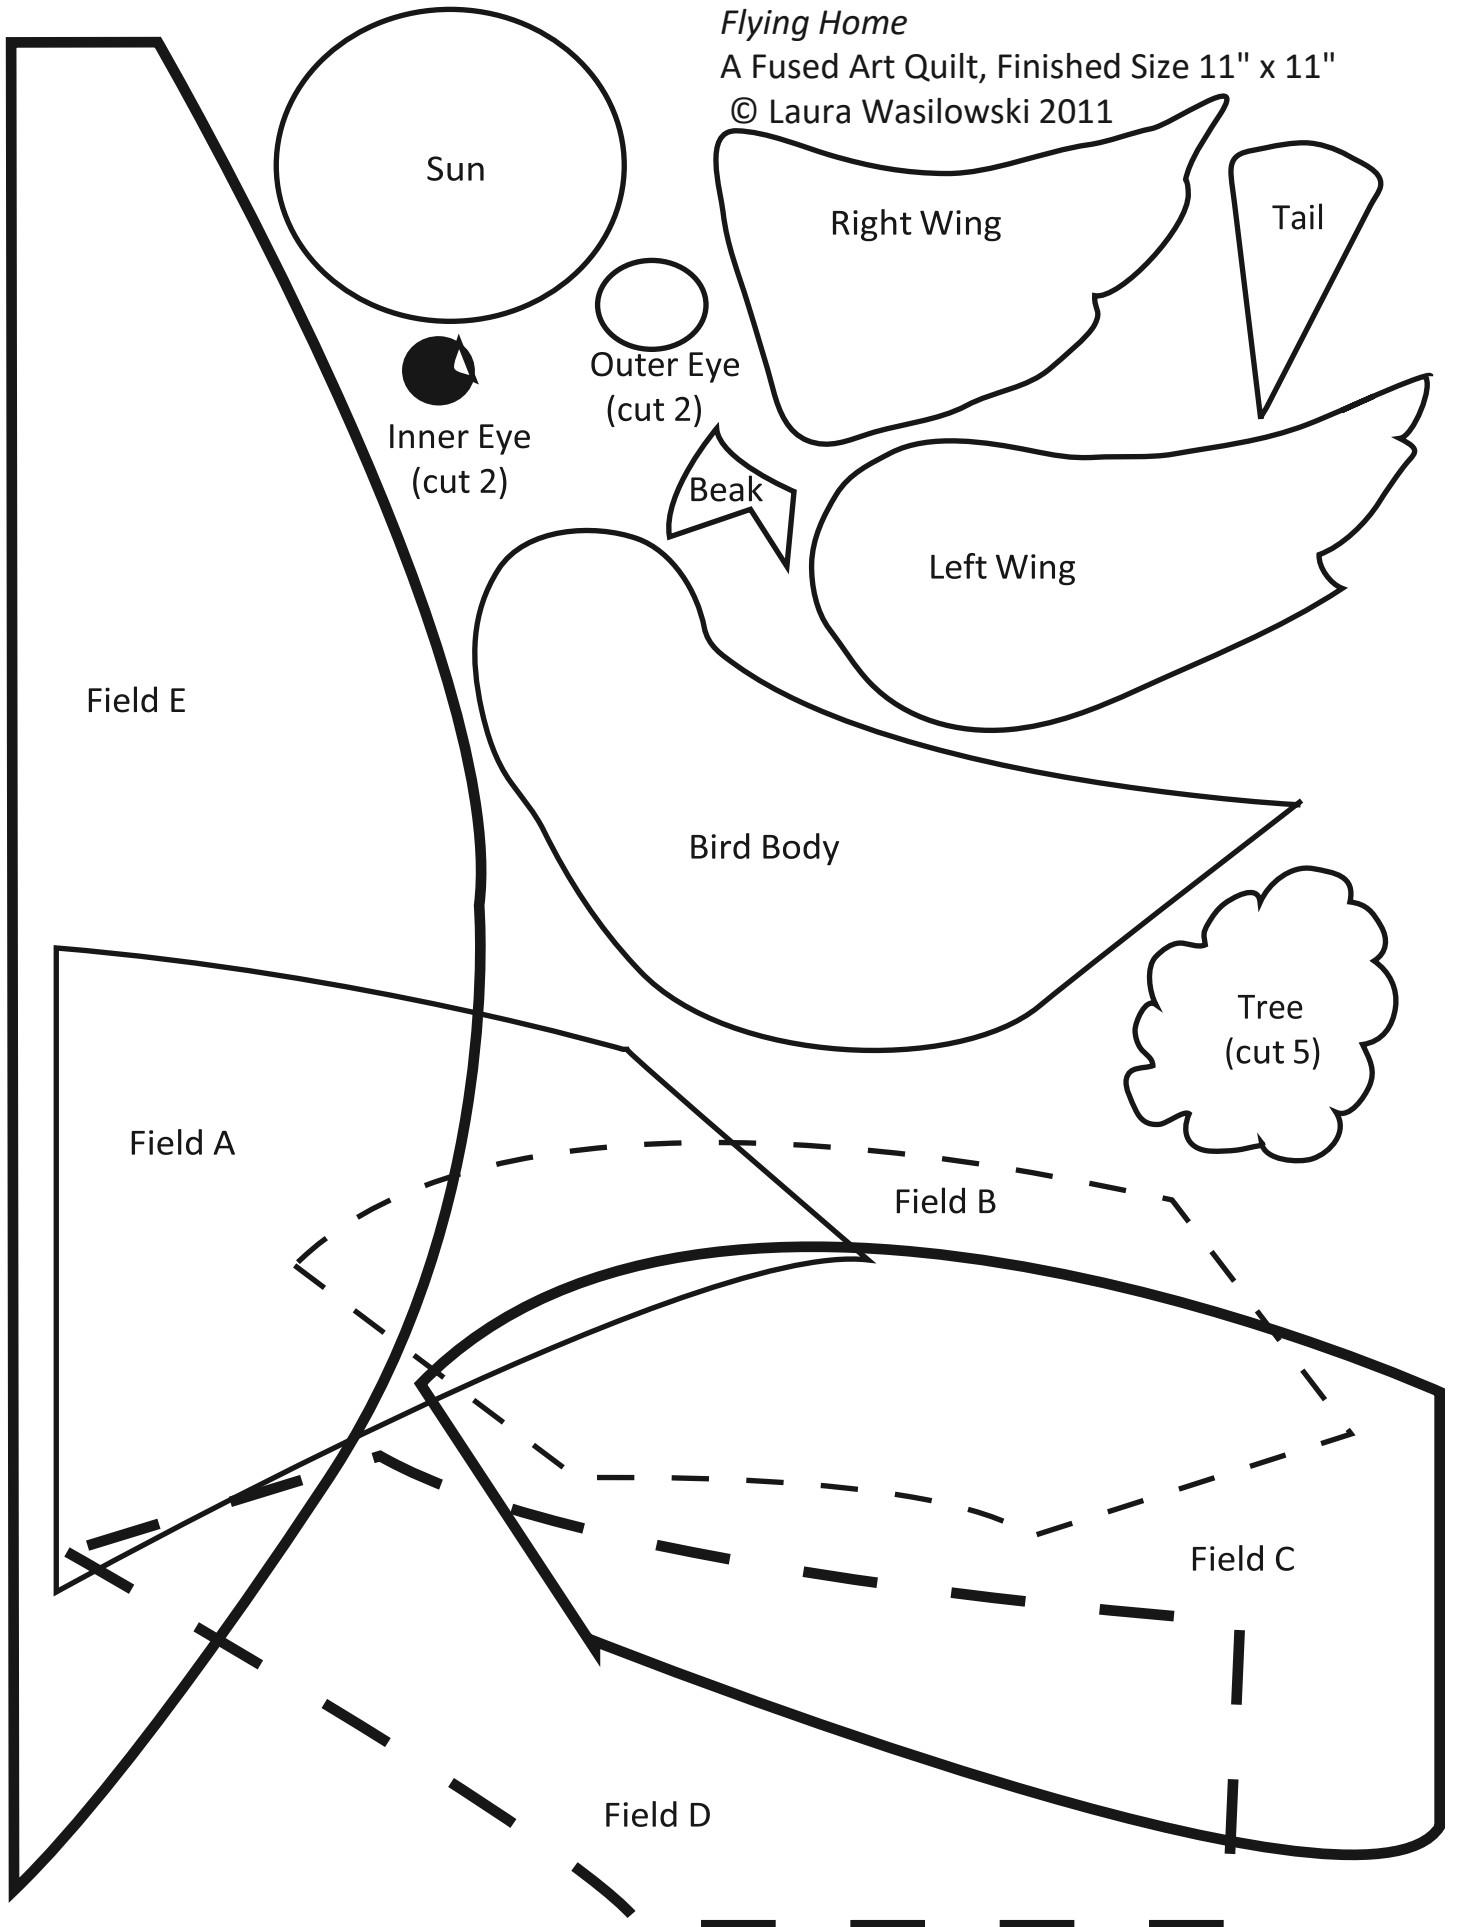 Flying Home
A Fused Art Quilt, Finished Size 11" x 11"
© Laura Wasilowski 2011
Sun
Right Wing
Tail
Outer Eye
(cut 2)
Inner Eye
(cut 2)
Beak
Left Wing
Field E
Bird Body
Tree
(cut 5)
Field A
Field B
Field C
Field D